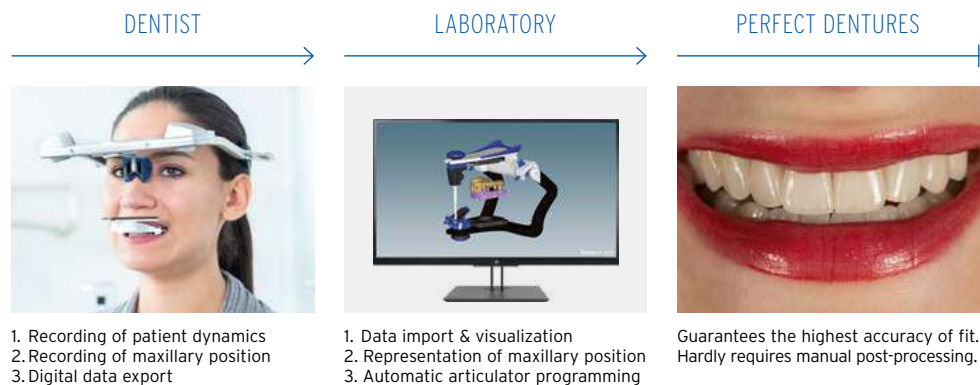 DENTIST
LABORATORY
PERFECT DENTURES
1. Recording of patient dynamics
2. Recording of maxillary position
3. Digital data export
1. Data import & visualization
2. Representation of maxillary position
3. Automatic articulator programming
Guarantees the highest accuracy of fit.
Hardly requires manual post-processing.